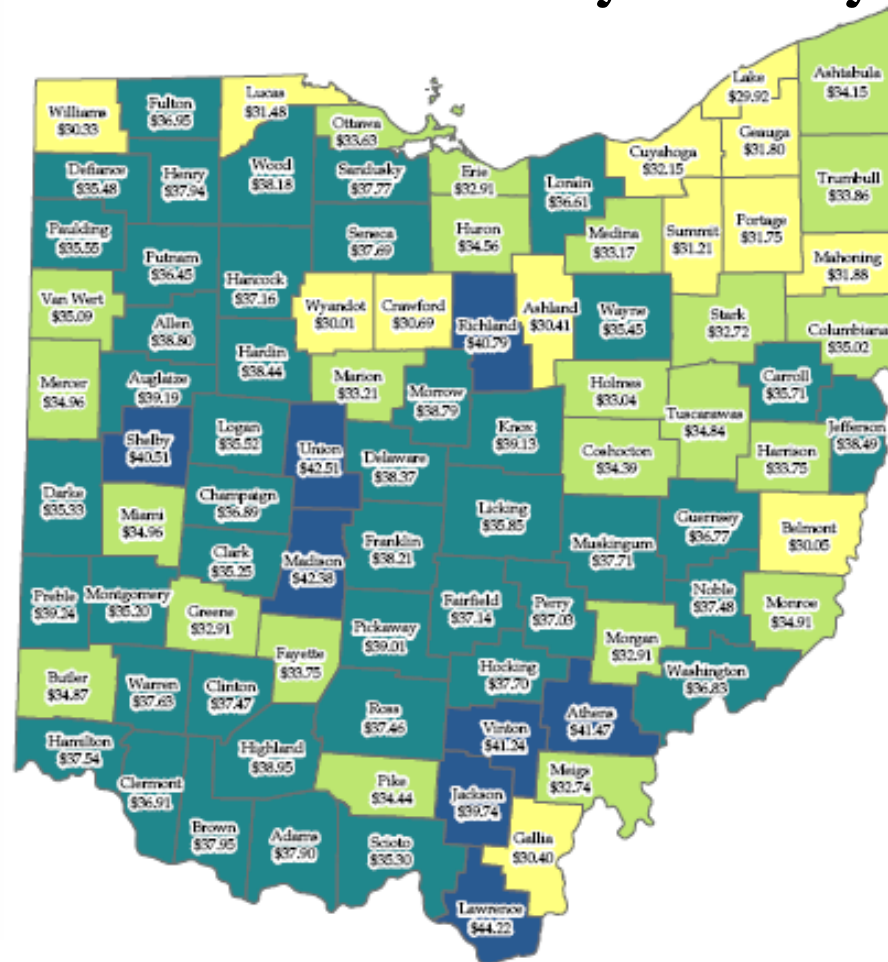 Lake
$29.92
Ashtabula
$34.15
Williams
$30.33
Fulton
$36.95
Lucas
$31.48
Ottawa
$33.63
Geauga
$31.80
Cuyahoga
$32.15
Defiance
$35.48
Henry
$37.94
Wood
$38.18
Sandusky
$37.77
Erie
$32.91
Lorain
$36.61
Trumbull
$33.86
Paulding
$35.55
Seneca
$37.69
Huron
$34.56
Medina
$33.17
Summit
$31.21
Portage
$31.75
Putnam
$36.45
Hancock
$37.16
Mahoning
$31.88
Van Wert
$35.09
Allen
$38.80
Wyandot
$30.01
Crawford
$30.69
Richland
$40.79
Ashland
$30.41
Wayne
$35.45
Stark
$32.72
Columbiana
$35.02
Hardin
$38.44
Mercer
$34.96
Auglaize
$39.19
Marion
$33.21
Morrow
$38.79
Holmes
$33.04
Carroll
$35.71
Tuscarawas
$34.84
Shelby
$40.51
Logan
$35.52
Union
$42.51
Knox
$39.13
Jefferson
$38.49
Delaware
$38.37
Coshocton
$34.39
Harrison
$33.75
Darke
$35.33
Miami
$34.96
Champaign
$36.89
Licking
$35.85
Guernsey
$36.77
Belmont
$30.05
Clark
$35.25
Madison
$42.38
Franklin
$38.21
Muskingum
$37.71
Preble
$39.24
Montgomery
$35.20
Greene
$32.91
Fairfield
$37.14
Perry
$37.03
Noble
$37.48
Monroe
$34.91
Pickaway
$39.01
Morgan
$32.91
Fayette
$33.75
Hocking
$37.70
Washington
$36.83
Butler
$34.87
Warren
$37.63
Clinton
$37.47
Ross
$37.46
Athens
$41.47
Vinton
$41.24
Hamilton
$37.54
Highland
$38.95
Clermont
$36.91
Pike
$34.44
Jackson
$39.74
Meigs
$32.74
Brown
$37.95
Adams
$37.90
Scioto
$35.30
Gallia
$30.40
Lawrence
$44.22